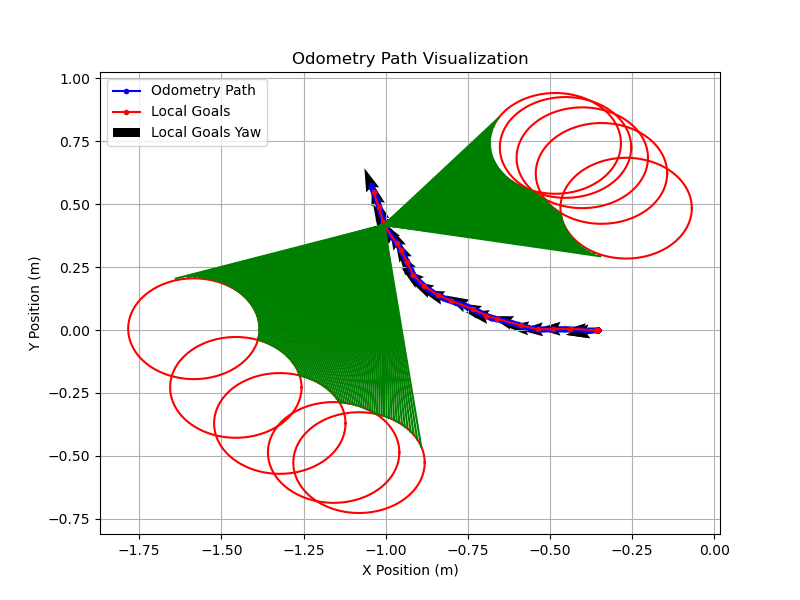 Odometry Path Visualization
Odometry Path
Local Goals
Local Goals Yaw
Y Position (m)
1.00
0.75
0.50
0.25
0.00
−0.25
−0.50
−0.75
−1.75
−1.50
−1.25
−1.00
−0.75
−0.50
−0.25
0.00
X Position (m)